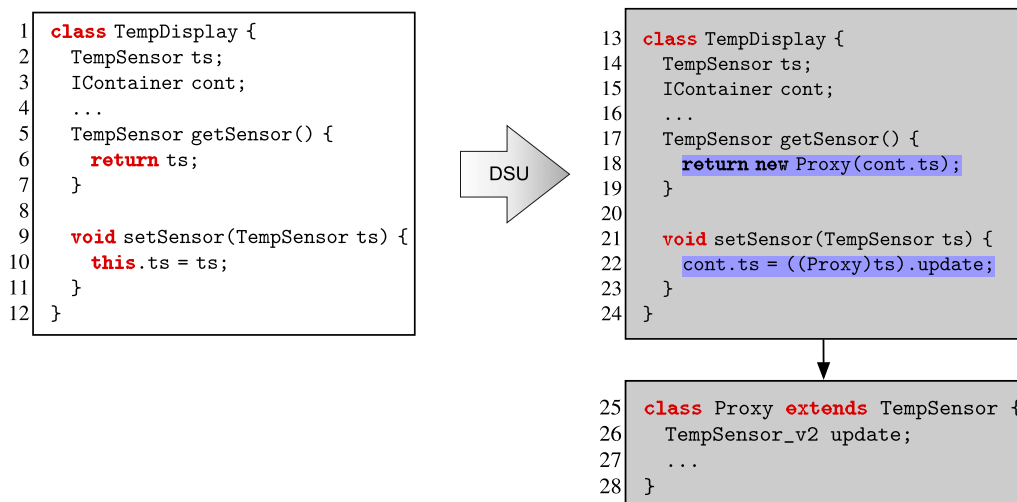 1 class TempDisplay {
2 TempSensor ts;
3 IContainer cont;
4 ...
5 TempSensor getSensor() {
6 return ts;
7 }
8
9 void setSensor(TempSensor ts) {
10 this.ts = ts;
11 }
12 }
DSU
13 class TempDisplay {
14 TempSensor ts;
15 IContainer cont;
16 ...
17 TempSensor getSensor() {
18 return new Proxy(cont.ts);
19 }
20
21 void setSensor(TempSensor ts) {
22 cont.ts = ((Proxy)ts).update;
23 }
24 }
25 class Proxy extends TempSensor {
26 TempSensor_v2 update;
27 ...
28 }